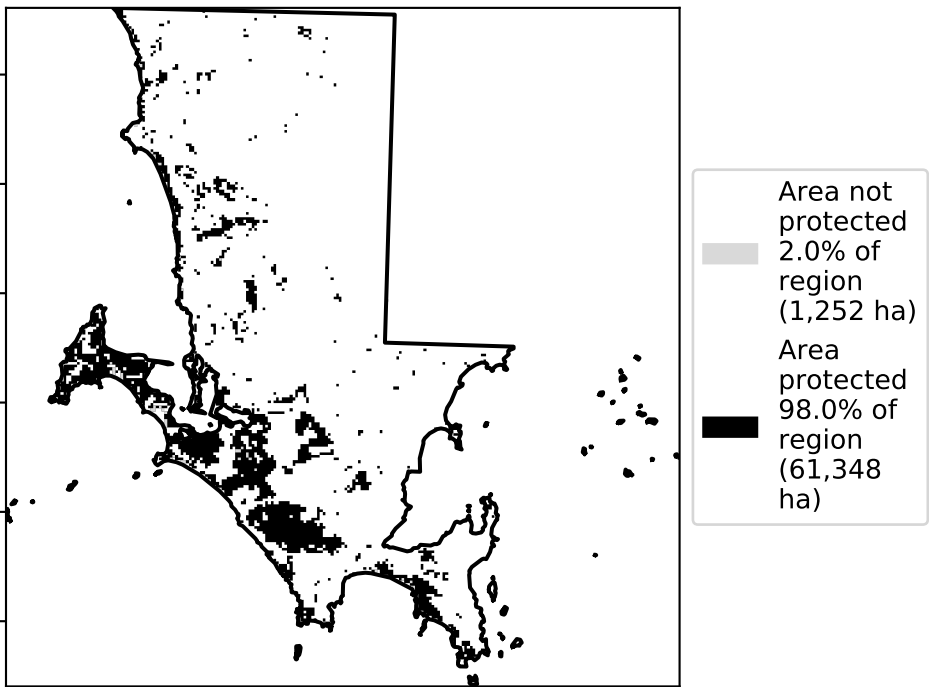 Area not
protected
2.0% of
region
(1,252 ha)
Area
protected
98.0% of
region
(61,348
ha)